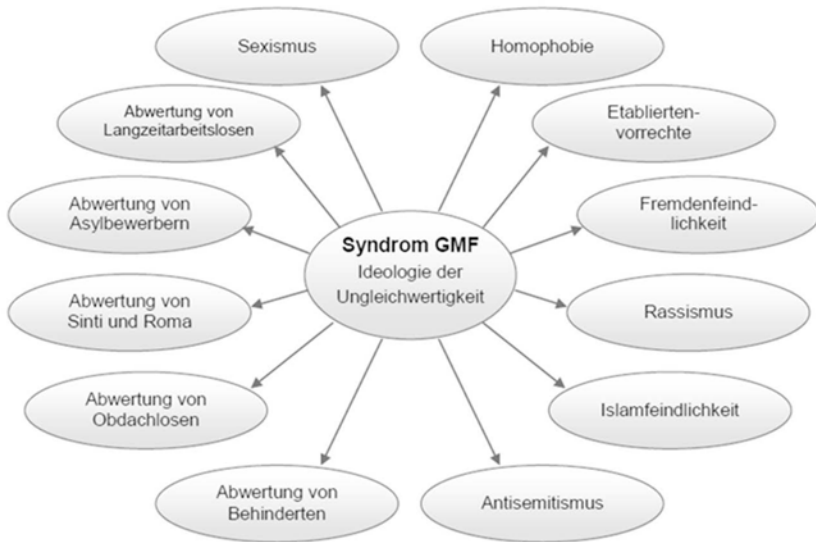 Sexismus
Homophobie
Abwertung von
Langzeitarbeitslosen
Etablierten-
vorrechte
Abwertung von
Asylbewerbern
Fremdenfeind-
lichkeit
Syndrom GMF
Ideologie der
Ungleichwertigkeit
Abwertung von
Sinti und Roma
Rassismus
Abwertung von
Obdachlosen
Islamfeindlichkeit
Abwertung von
Behinderten
Antisemitismus